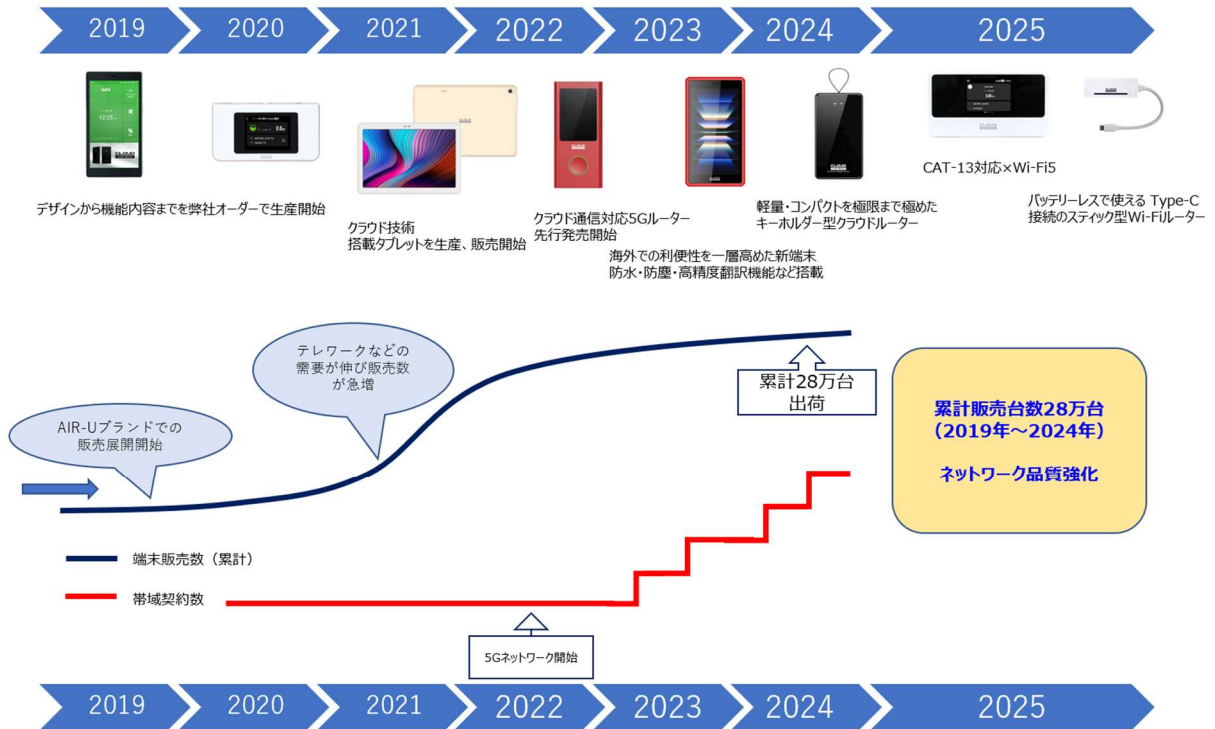 2019
2020
2021
2022
2023
2024
2025
デザインから機能内容までを弊社オーダーで生産開始
クラウド技術
搭載タブレットを生産、販売開始
クラウド通信対応5Gルーター
先行発売開始
海外での利便性を一層高めた新端末
防水・防塵・高精度翻訳機能など搭載
軽量・コンパクトを極限まで極めた
キーホルダー型クラウドルーター
CAT-13対応×Wi-Fi5
バッテリーレスで使える Type-C
接続のスティック型Wi-Fiルーター
AIR-Uブランドでの
販売展開開始
テレワークなどの
需要が伸び販売数
が急増
累計28万台
出荷
累計販売台数28万台
（2019年～2024年）
ネットワーク品質強化
端末販売数（累計）
帯域契約数
5Gネットワーク開始
2019
2020
2021
2022
2023
2024
2025